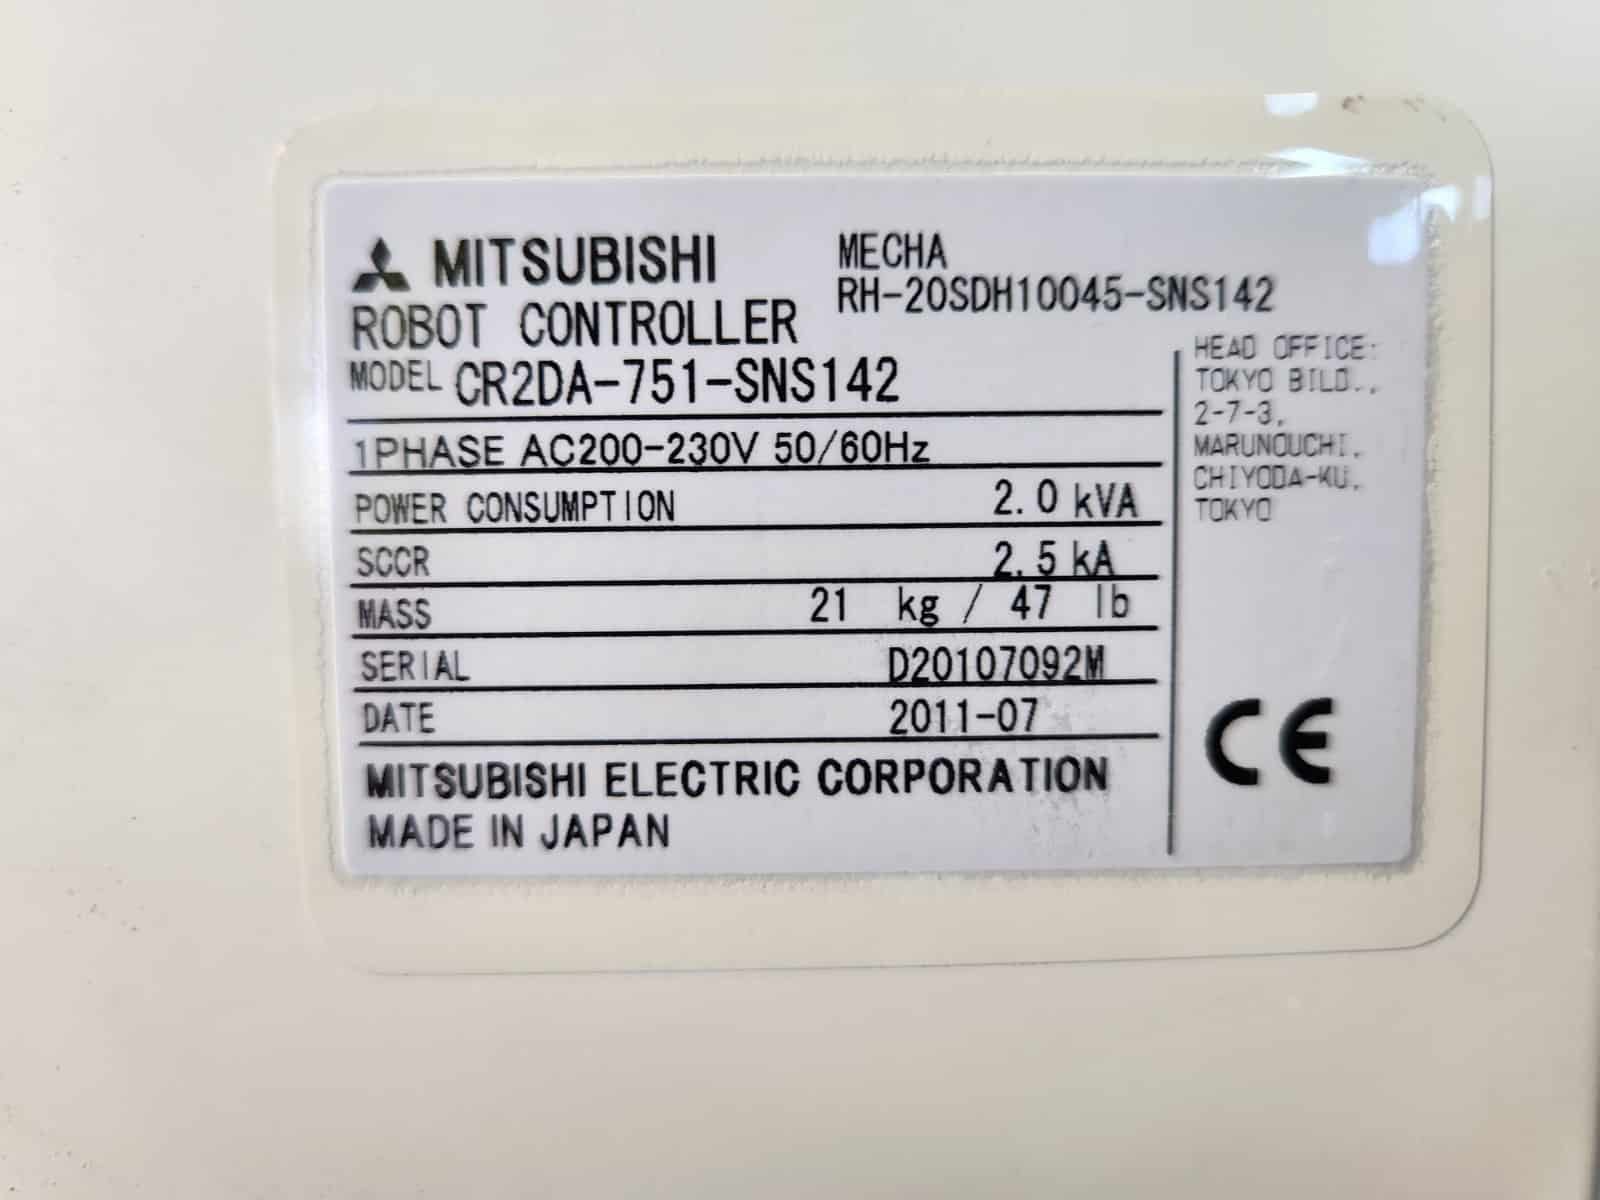 MITSUBISHI
ROBOT CONTROLLER
MODEL CR2DA-751-SNS142
MECHA
RH-20SDH10045-SNS142
1PHASE AC200-230V 50/60Hz
POWER CONSUMPTION 2.0 kVA
SCCR 2.5 kA
MASS 21 kg / 47 lb
SERIAL D20107092M
DATE 2011-07
MITSUBISHI ELECTRIC CORPORATION
MADE IN JAPAN
HEAD OFFICE:
TOKYO BILD.,
2-7-3,
MARUNOUCHI,
CHIYODA-KU,
TOKYO
CE